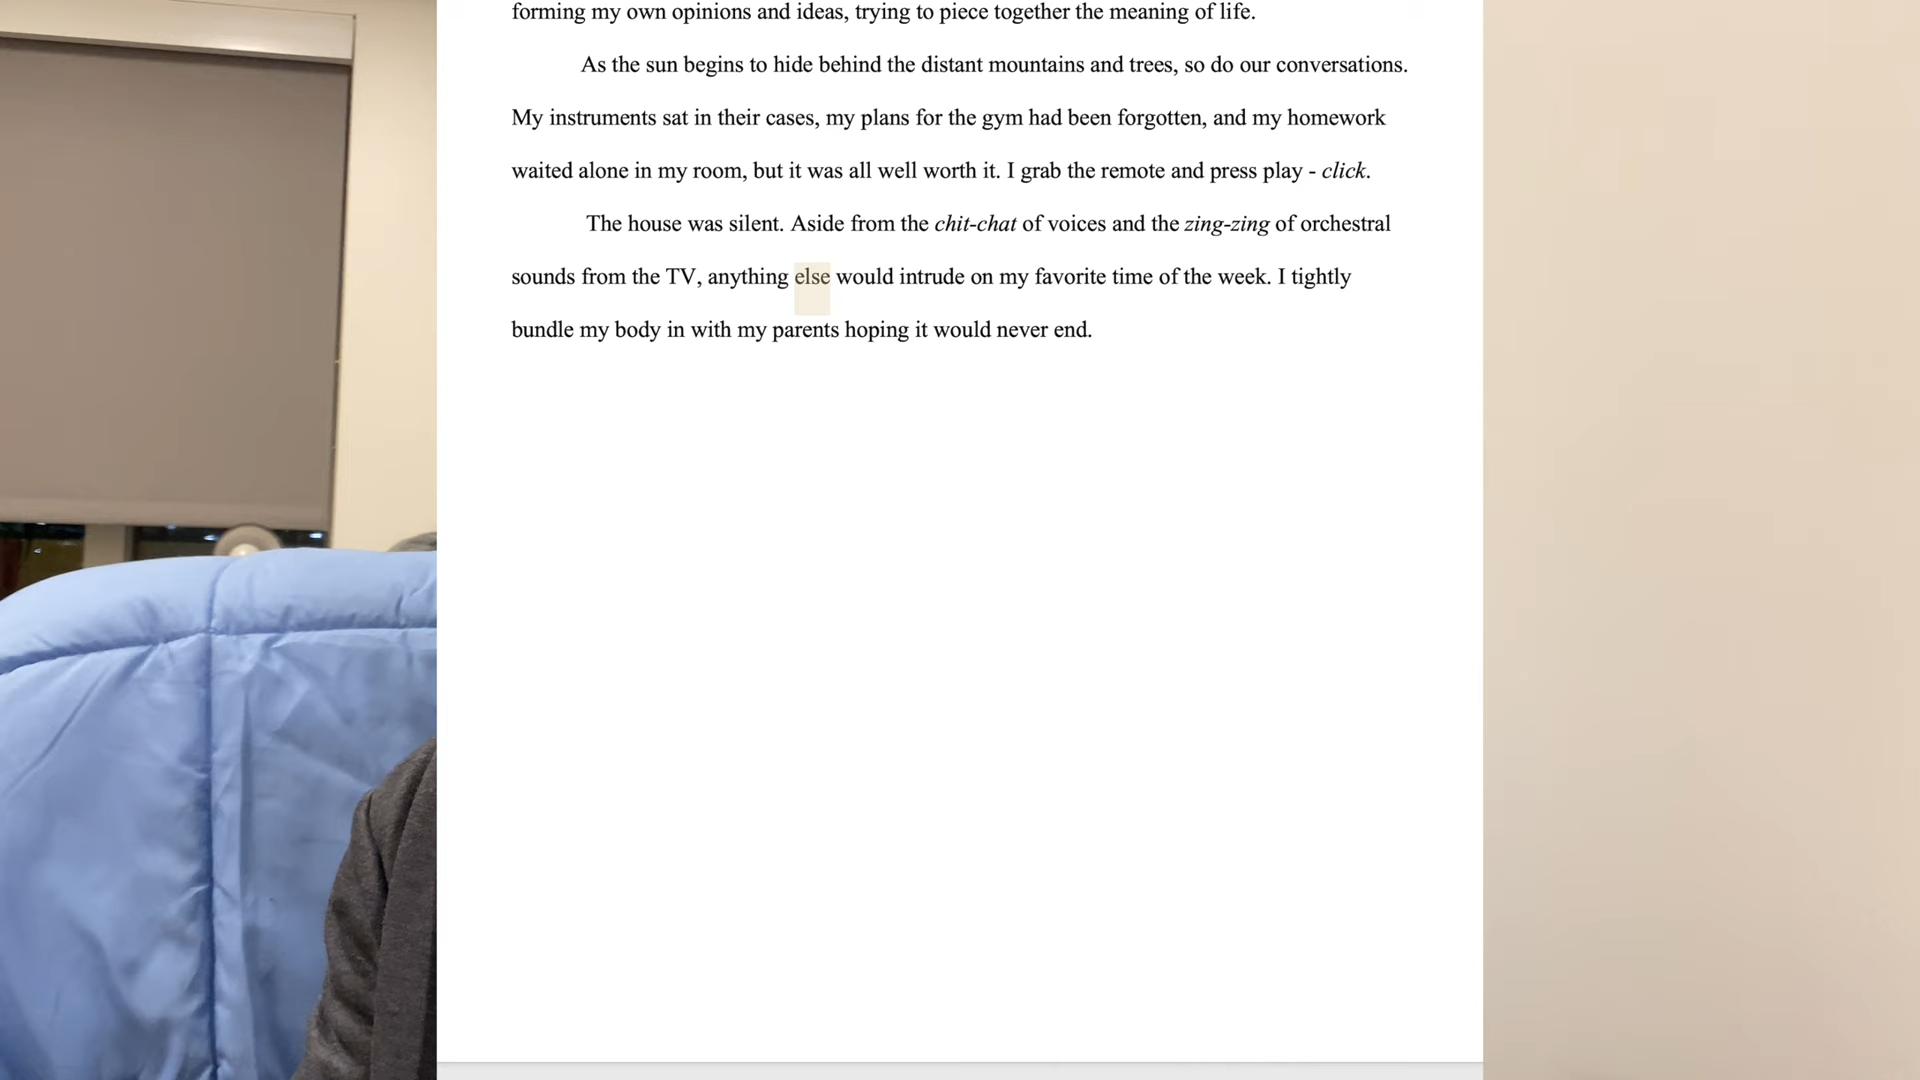 forming my own opinions and ideas, trying to piece together the meaning of life.
As the sun begins to hide behind the distant mountains and trees, so do our conversations.
My instruments sat in their cases, my plans for the gym had been forgotten, and my homework
waited alone in my room, but it was all well worth it. I grab the remote and press play - click.
The house was silent. Aside from the chit-chat of voices and the zing-zing of orchestral
sounds from the TV, anything else would intrude on my favorite time of the week. I tightly
bundle my body in with my parents hoping it would never end.